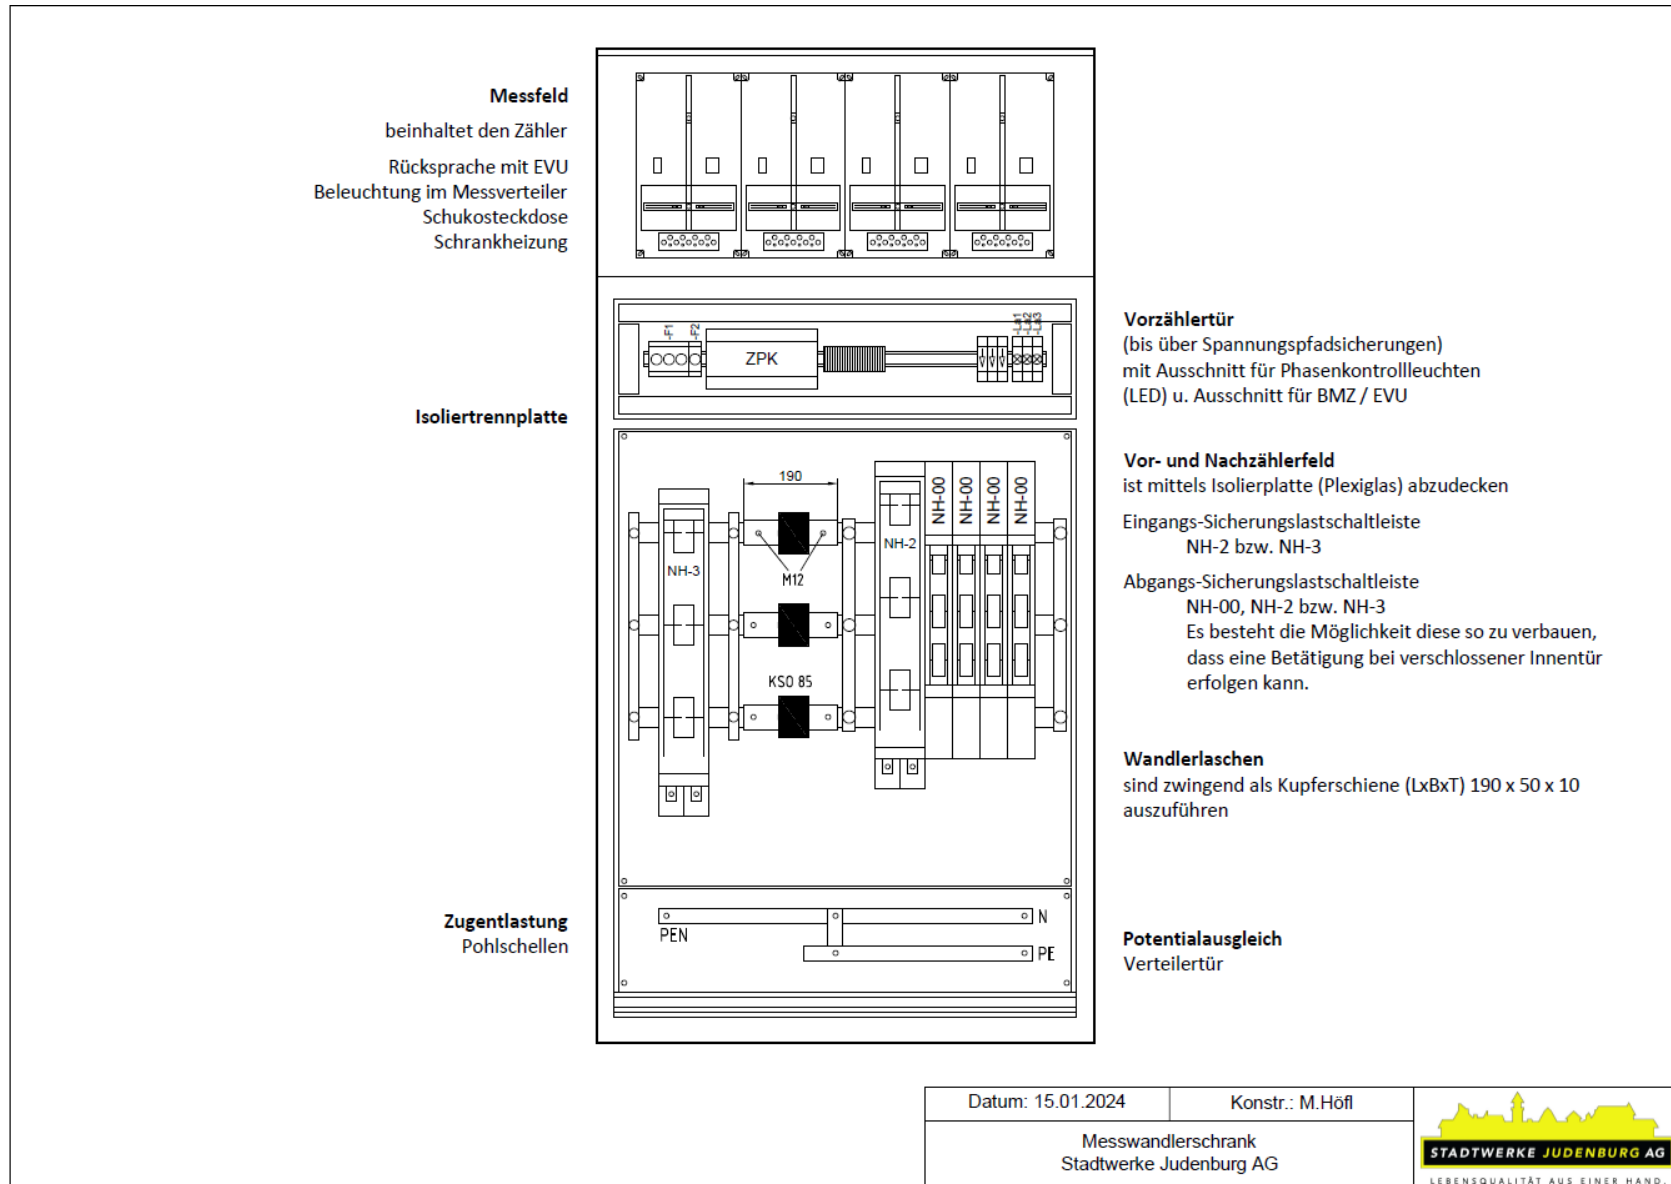 Messfeld
beinhaltet den Zähler
Rücksprache mit EVU
Beleuchtung im Messverteiler
Schukosteckdose
Schrankheizung
-F1
-F2
ZPK
-La1
-La2
-La3
Vorzählertür
(bis über Spannungspfadsicherungen)
mit Ausschnitt für Phasenkontrollleuchten
(LED) u. Ausschnitt für BMZ / EVU
Isoliertrennplatte
Vor- und Nachzählerfeld
ist mittels Isolierplatte (Plexiglas) abzudecken
Eingangs-Sicherungslastschaltleiste
NH-2 bzw. NH-3
Abgangs-Sicherungslastschaltleiste
NH-00, NH-2 bzw. NH-3
Es besteht die Möglichkeit diese so zu verbauen,
dass eine Betätigung bei verschlossener Innentür
erfolgen kann.
190
NH-00
NH-00
NH-00
NH-00
NH-2
NH-3
M12
KSO 85
Wandlerlaschen
sind zwingend als Kupferschiene (LxBxT) 190 x 50 x 10
auszuführen
Zugentlastung
Pohlschellen
N
PEN
PE
Potentialausgleich
Verteilertür
Datum: 15.01.2024
Konstr.: M.Höfl
Messwandlerschrank
Stadtwerke Judenburg AG
STADTWERKE JUDENBURG AG
LEBENSQUALITÄT AUS EINER HAND.